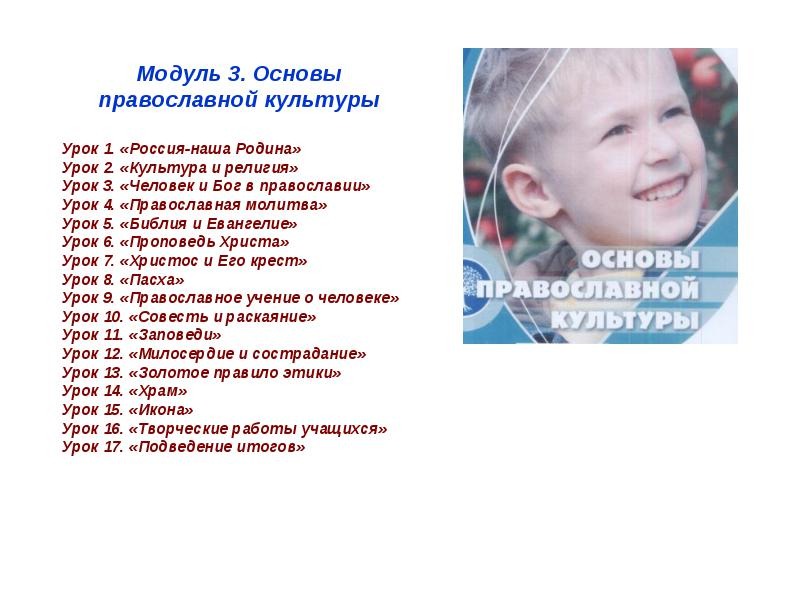 Модуль 3. Основы
православной культуры
Урок 1. «Россия-наша Родина»
Урок 2. «Культура и религия»
Урок 3. «Человек и Бог в православии»
Урок 4. «Православная молитва»
Урок 5. «Библия и Евангелие»
Урок 6. «Проповедь Христа»
Урок 7. «Христос и Его крест»
Урок 8. «Пасха»
Урок 9. «Православное учение о человеке»
Урок 10. «Совесть и раскаяние»
Урок 11. «Заповеди»
Урок 12. «Милосердие и сострадание»
Урок 13. «Золотое правило этики»
Урок 14. «Храм»
Урок 15. «Икона»
Урок 16. «Творческие работы учащихся»
Урок 17. «Подведение итогов»
ОСНОВЫ
ПРАВОСЛАВНОЙ
КУЛЬТУРЫ